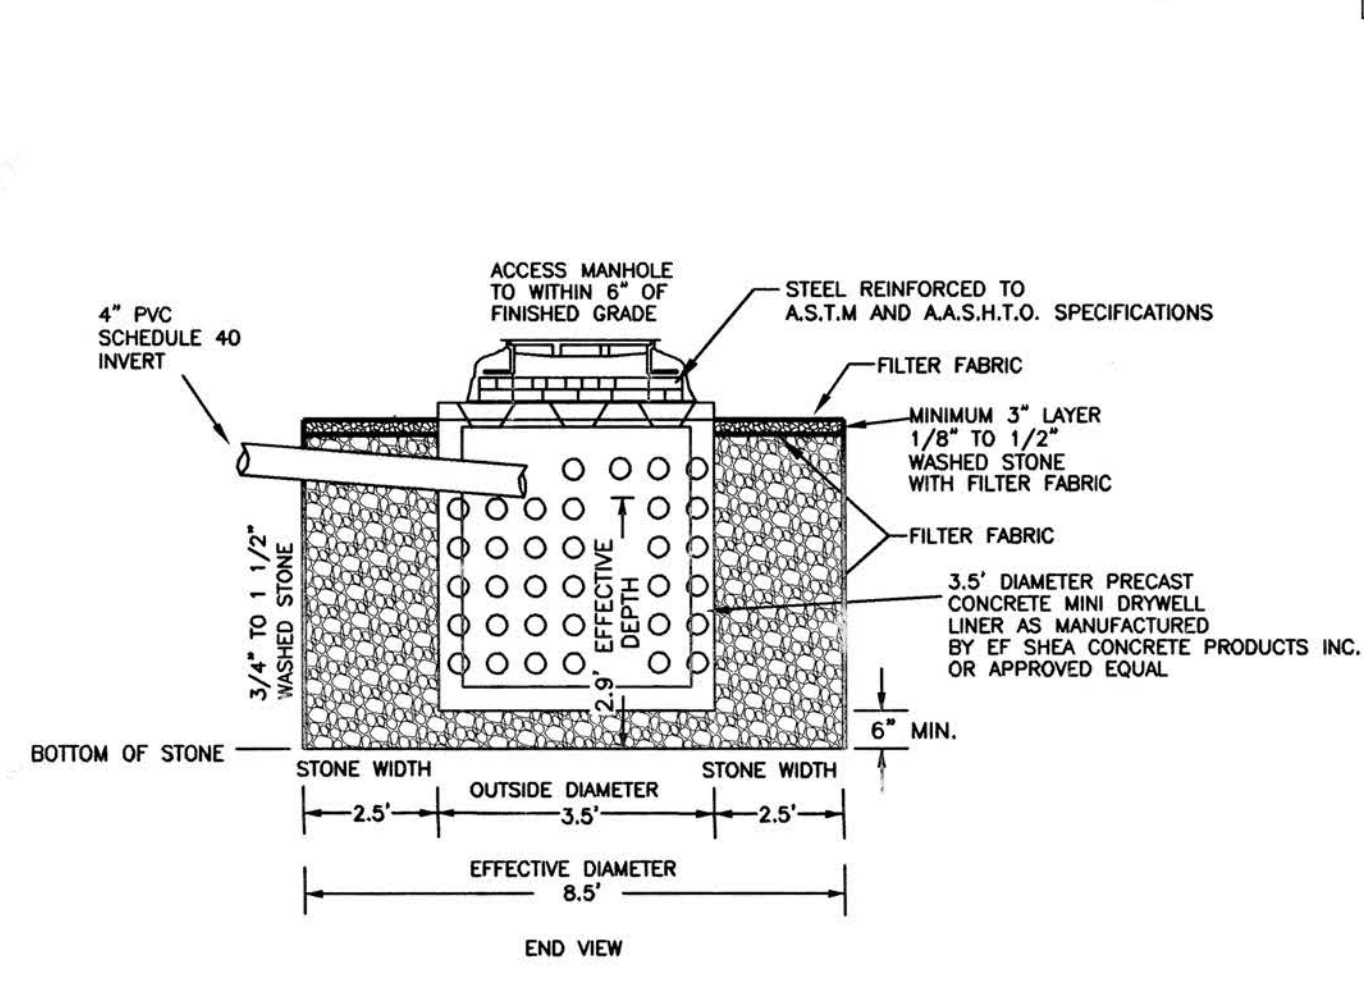 ACCESS MANHOLE
TO WITHIN 6" OF
FINISHED GRADE
STEEL REINFORCED TO
A.S.T.M AND A.A.S.H.T.O. SPECIFICATIONS
4" PVC
SCHEDULE 40
INVERT
FILTER FABRIC
MINIMUM 3" LAYER
1/8" TO 1/2"
WASHED STONE
WITH FILTER FABRIC
FILTER FABRIC
3/4" TO 1 1/2"
WASHED STONE
2.9' EFFECTIVE
DEPTH
3.5' DIAMETER PRECAST
CONCRETE MINI DRYWELL
LINER AS MANUFACTURED
BY EF SHEA CONCRETE PRODUCTS INC.
OR APPROVED EQUAL
6" MIN.
BOTTOM OF STONE
STONE WIDTH
STONE WIDTH
OUTSIDE DIAMETER
2.5'
3.5'
2.5'
EFFECTIVE DIAMETER
8.5'
END VIEW